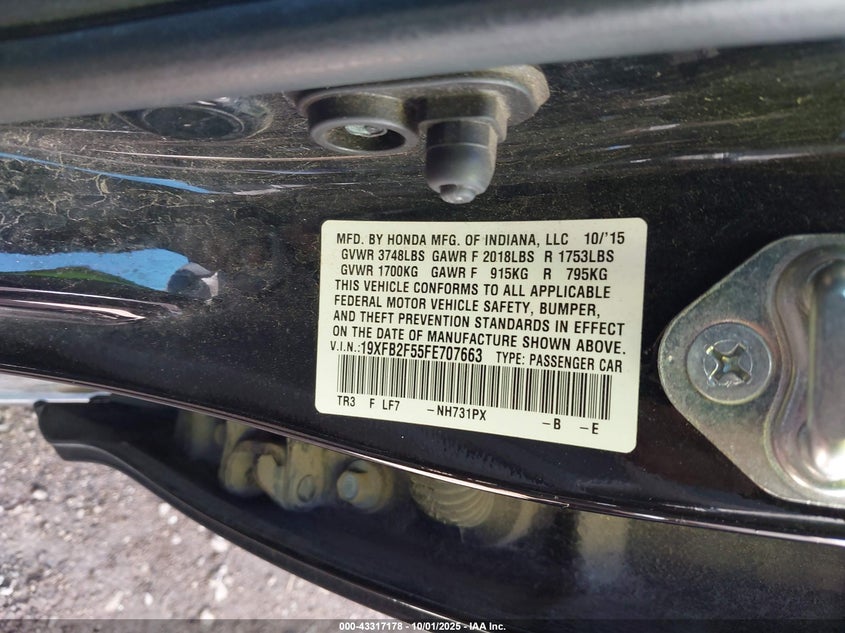 MFD. BY HONDA MFG. OF INDIANA, LLC 10/'15
GVWR 3748LBS GAWR F 2018LBS R 1753LBS
GVWR 1700KG GAWR F 915KG R 795KG
THIS VEHICLE CONFORMS TO ALL APPLICABLE
FEDERAL MOTOR VEHICLE SAFETY, BUMPER,
AND THEFT PREVENTION STANDARDS IN EFFECT
ON THE DATE OF MANUFACTURE SHOWN ABOVE.
V.I.N.:19XFB2F55FE707663 TYPE: PASSENGER CAR
TR3 F LF7 -NH731PX -B -E
000-43317178 - 10/01/2025 - IAA Inc.